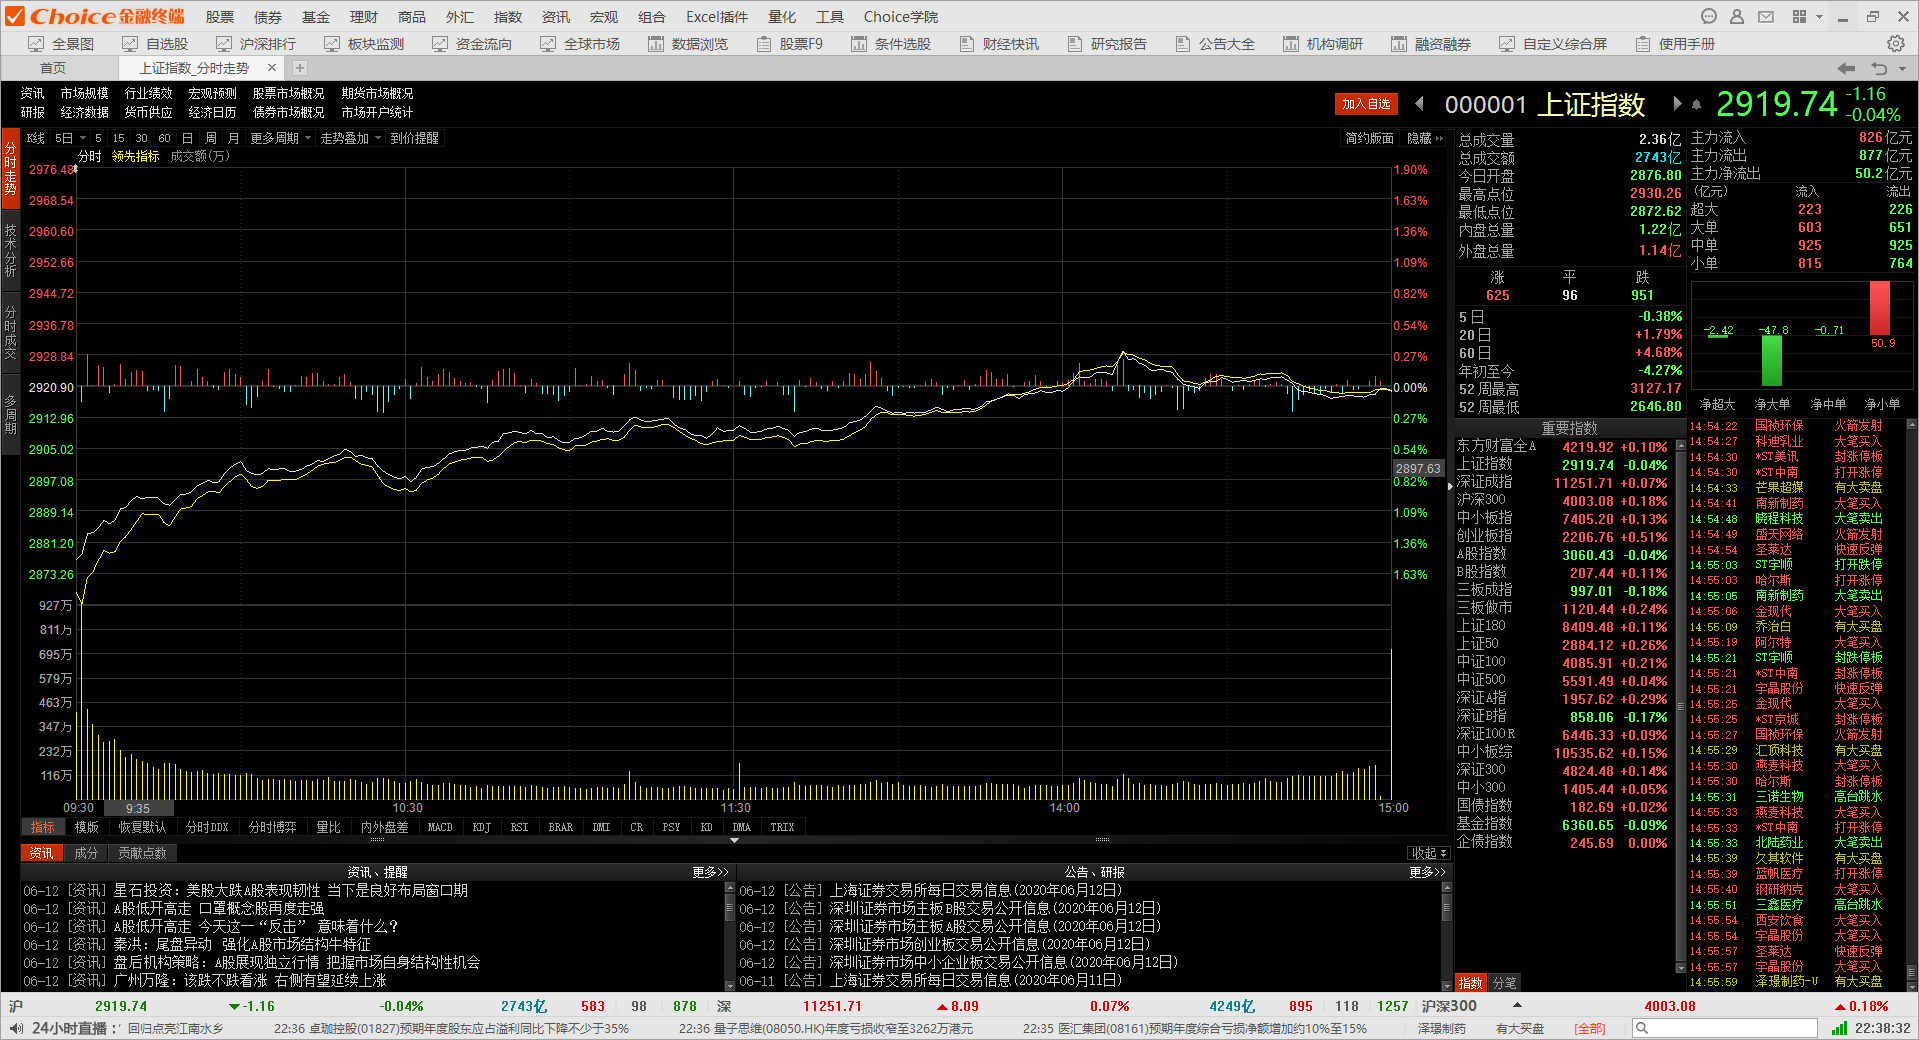 Choice金融终端 股票 债券 基金 理财 商品 外汇 指数 资讯 宏观 组合 Excel插件 量化 工具 Choice学院
全景图 自选股 沪深排行 板块监测 资金流向 全球市场 数据浏览 股票F9 条件选股 财经快讯 研究报告 公告大全 机构调研 融资融券 自定义综合屏 使用手册
首页 上证指数_分时走势 × +
资讯 市场规模 行业绩效 宏观预测 股票市场概况 期货市场概况
研报 经济数据 货币供应 经济日历 债券市场概况 市场开户统计
加入自选 000001 上证指数 2919.74 -1.16 -0.04%
K线 5日 5 15 30 60 日 周 月 更多周期 走势叠加 到价提醒 简约版面 隐藏
分时 领先指标 成交额(万)
分时走势
技术分析
分时成交
多周期
2976.48 1.90%
2968.54 1.63%
2960.60 1.36%
2952.66 1.09%
2944.72 0.82%
2936.78 0.54%
2928.84 0.27%
2920.90 0.00%
2912.96 0.27%
2905.02 0.54%
2897.63
2897.08 0.82%
2889.14 1.09%
2881.20 1.36%
2873.26 1.63%
927万
811万
695万
579万
463万
347万
232万
116万
09:30 9:35 10:30 11:30 14:00 15:00
指标 模版 恢复默认 分时DDX 分时博弈 量比 内外盘差 MACD KDJ RSI BRAR DMI CR PSY KD DMA TRIX
总成交量 2.36亿
总成交额 2743亿
今日开盘 2876.80
最高点位 2930.26
最低点位 2872.62
内盘总量 1.22亿
外盘总量 1.14亿
涨 平 跌
625 96 951
5日 -0.38%
20日 +1.79%
60日 +4.68%
年初至今 -4.27%
52周最高 3127.17
52周最低 2646.80
主力流入 826亿元
主力流出 877亿元
主力净流出 50.2亿元
(亿元) 流入 流出
超大 223 226
大单 603 651
中单 925 925
小单 815 764
-2.42 -47.8 -0.71 50.9
净超大 净大单 净中单 净小单
重要指数
东方财富全A 4219.92 +0.10%
上证指数 2919.74 -0.04%
深证成指 11251.71 +0.07%
沪深300 4003.08 +0.18%
中小板指 7405.20 +0.13%
创业板指 2206.76 +0.51%
A股指数 3060.43 -0.04%
B股指数 207.44 +0.11%
三板成指 997.01 -0.18%
三板做市 1120.44 +0.24%
上证180 8409.48 +0.11%
上证50 2884.12 +0.26%
中证100 4085.91 +0.21%
中证500 5591.49 +0.04%
深证A指 1957.62 +0.29%
深证B指 858.06 -0.17%
深证100R 6446.33 +0.09%
中小板综 10535.62 +0.15%
深证300 4824.48 +0.14%
中小300 1405.44 +0.05%
国债指数 182.69 +0.02%
基金指数 6360.65 -0.09%
企债指数 245.69 0.00%
指数 分笔
14:54:22 国祯环保 火箭发射
14:54:27 科迪乳业 大笔买入
14:54:30 *ST美讯 封涨停板
14:54:30 *ST中南 打开涨停
14:54:33 芒果超媒 有大卖盘
14:54:41 南新制药 大笔买入
14:54:48 晓程科技 大笔卖出
14:54:49 盛天网络 火箭发射
14:54:54 圣莱达 快速反弹
14:55:03 ST宇顺 打开跌停
14:55:03 哈尔斯 打开涨停
14:55:05 南新制药 大笔卖出
14:55:06 金现代 大笔买入
14:55:09 乔治白 有大买盘
14:55:19 阿尔特 大笔买入
14:55:21 ST宇顺 封跌停板
14:55:21 *ST中南 封涨停板
14:55:21 宇晶股份 快速反弹
14:55:25 金现代 大笔买入
14:55:25 *ST京城 封涨停板
14:55:27 国祯环保 火箭发射
14:55:29 汇顶科技 有大买盘
14:55:30 燕麦科技 大笔买入
14:55:30 哈尔斯 封涨停板
14:55:31 三诺生物 高台跳水
14:55:33 燕麦科技 大笔买入
14:55:33 *ST中南 打开涨停
14:55:33 北陆药业 大笔卖出
14:55:39 久其软件 有大买盘
14:55:39 蓝帆医疗 打开涨停
14:55:40 钢研纳克 大笔买入
14:55:51 三鑫医疗 高台跳水
14:55:54 西安饮食 大笔买入
14:55:54 宇晶股份 大笔买入
14:55:57 圣莱达 快速反弹
14:55:57 宇晶股份 大笔买入
14:55:59 泽璟制药-U 有大买盘
资讯 成分 贡献点数 收起
资讯、提醒 更多>>
06-12 [资讯] 星石投资：美股大跌A股表现韧性 当下是良好布局窗口期
06-12 [资讯] A股低开高走 口罩概念股再度走强
06-12 [资讯] A股低开高走 今天这一“反击” 意味着什么？
06-12 [资讯] 秦洪：尾盘异动 强化A股市场结构牛特征
06-12 [资讯] 盘后机构策略：A股展现独立行情 把握市场自身结构性机会
06-12 [资讯] 广州万隆：该跌不跌看涨 右侧有望延续上涨
公告、研报 更多>>
06-12 [公告] 上海证券交易所每日交易信息(2020年06月12日)
06-12 [公告] 深圳证券市场主板B股交易公开信息(2020年06月12日)
06-12 [公告] 深圳证券市场主板A股交易公开信息(2020年06月12日)
06-12 [公告] 深圳证券市场创业板交易公开信息(2020年06月12日)
06-12 [公告] 深圳证券市场中小企业板交易公开信息(2020年06月12日)
06-11 [公告] 上海证券交易所每日交易信息(2020年06月11日)
沪 2919.74 -1.16 -0.04% 2743亿 583 98 878 深 11251.71 8.09 0.07% 4249亿 895 118 1257 沪深300 4003.08 0.18%
24小时直播： 回归点亮江南水乡 22:36 卓珈控股(01827)预期年度股东应占溢利同比下降不少于35% 22:36 量子思维(08050.HK)年度亏损收窄至3262万港元 22:35 医汇集团(08161)预期年度综合亏损净额增加约10%至15% 泽璟制药 有大买盘 [全部] 22:38:32